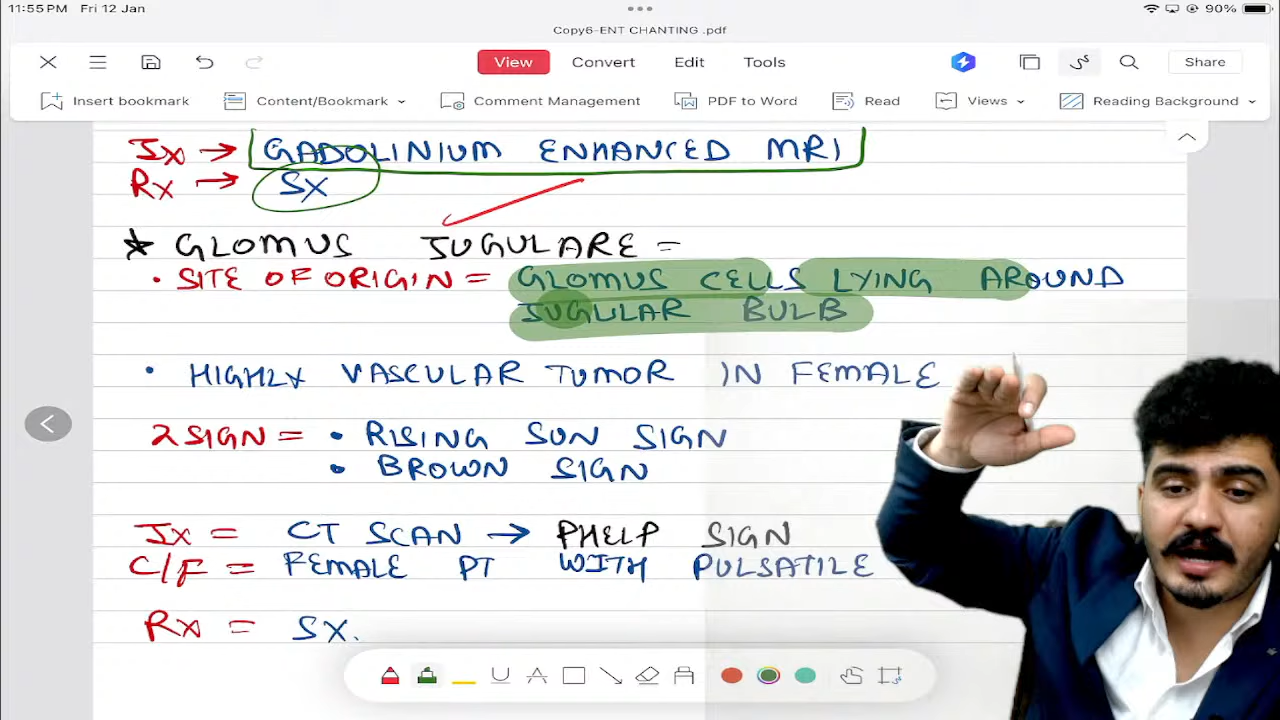 11:55PM Fri 12 Jan
90%
Copy6-ENT CHANTING .pdf
View Convert Edit Tools Share
Insert bookmark Content/Bookmark Comment Management PDF to Word Read Views Reading Background
Ix → GADOLINIUM ENHANCED MRI
Rx → SX
★ GLOMUS JUGULARE =
• SITE OF ORIGIN = GLOMUS CELLS LYING AROUND
JUGULAR BULB
• HIGHLY VASCULAR TUMOR IN FEMALE
2 SIGN = • RISING SUN SIGN
• BROWN SIGN
Ix = CT SCAN → PHELP SIGN
C/F = FEMALE PT WITH PULSATILE
Rx = SX.